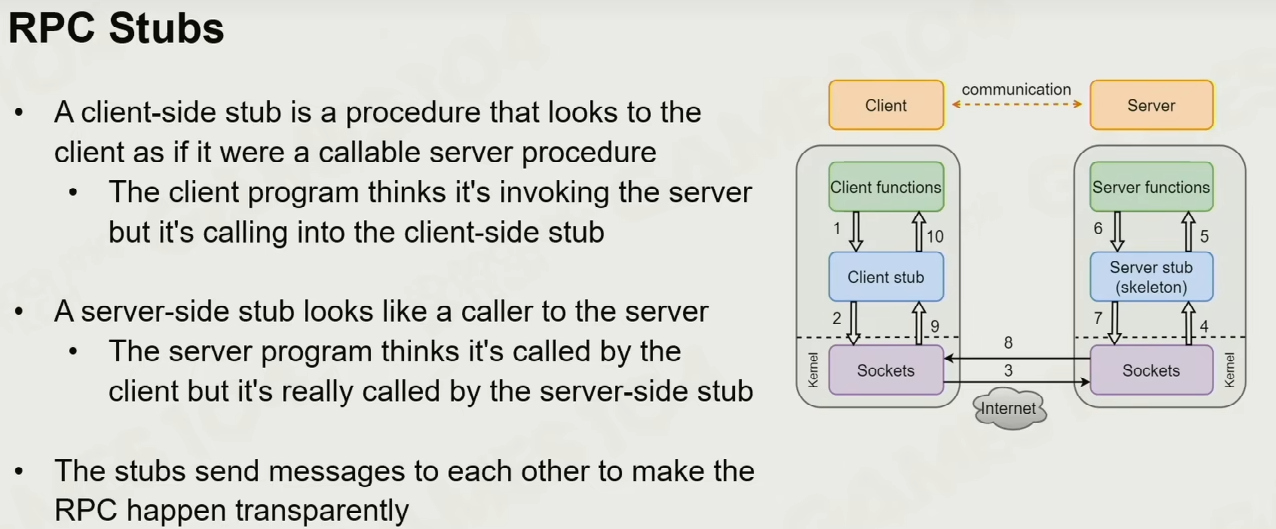 RPC Stubs
• A client-side stub is a procedure that looks to the
client as if it were a callable server procedure
• The client program thinks it's invoking the server
but it's calling into the client-side stub
• A server-side stub looks like a caller to the server
• The server program thinks it's called by the
client but it's really called by the server-side stub
• The stubs send messages to each other to make the
RPC happen transparently
Client
communication
Server
Client functions
Server functions
1
10
6
5
Client stub
Server stub
(skeleton)
2
9
7
4
Kernel
Sockets
8
3
Sockets
Kernel
Internet